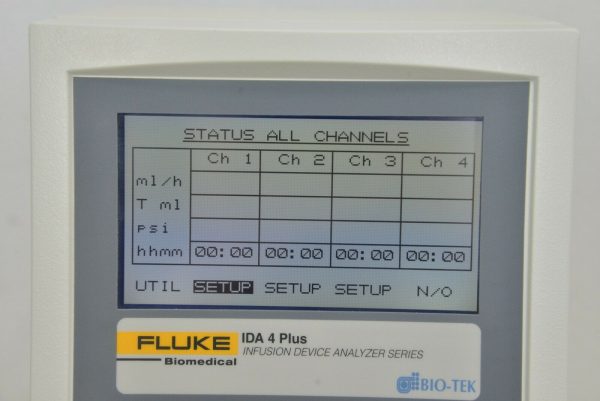 STATUS ALL CHANNELS
Ch 1 Ch 2 Ch 3 Ch 4
ml/h
T ml
psi
hhmm 00:00 00:00 00:00 00:00
UTIL SETUP SETUP SETUP N/O
FLUKE IDA 4 Plus
INFUSION DEVICE ANALYZER SERIES
Biomedical
BIO-TEK